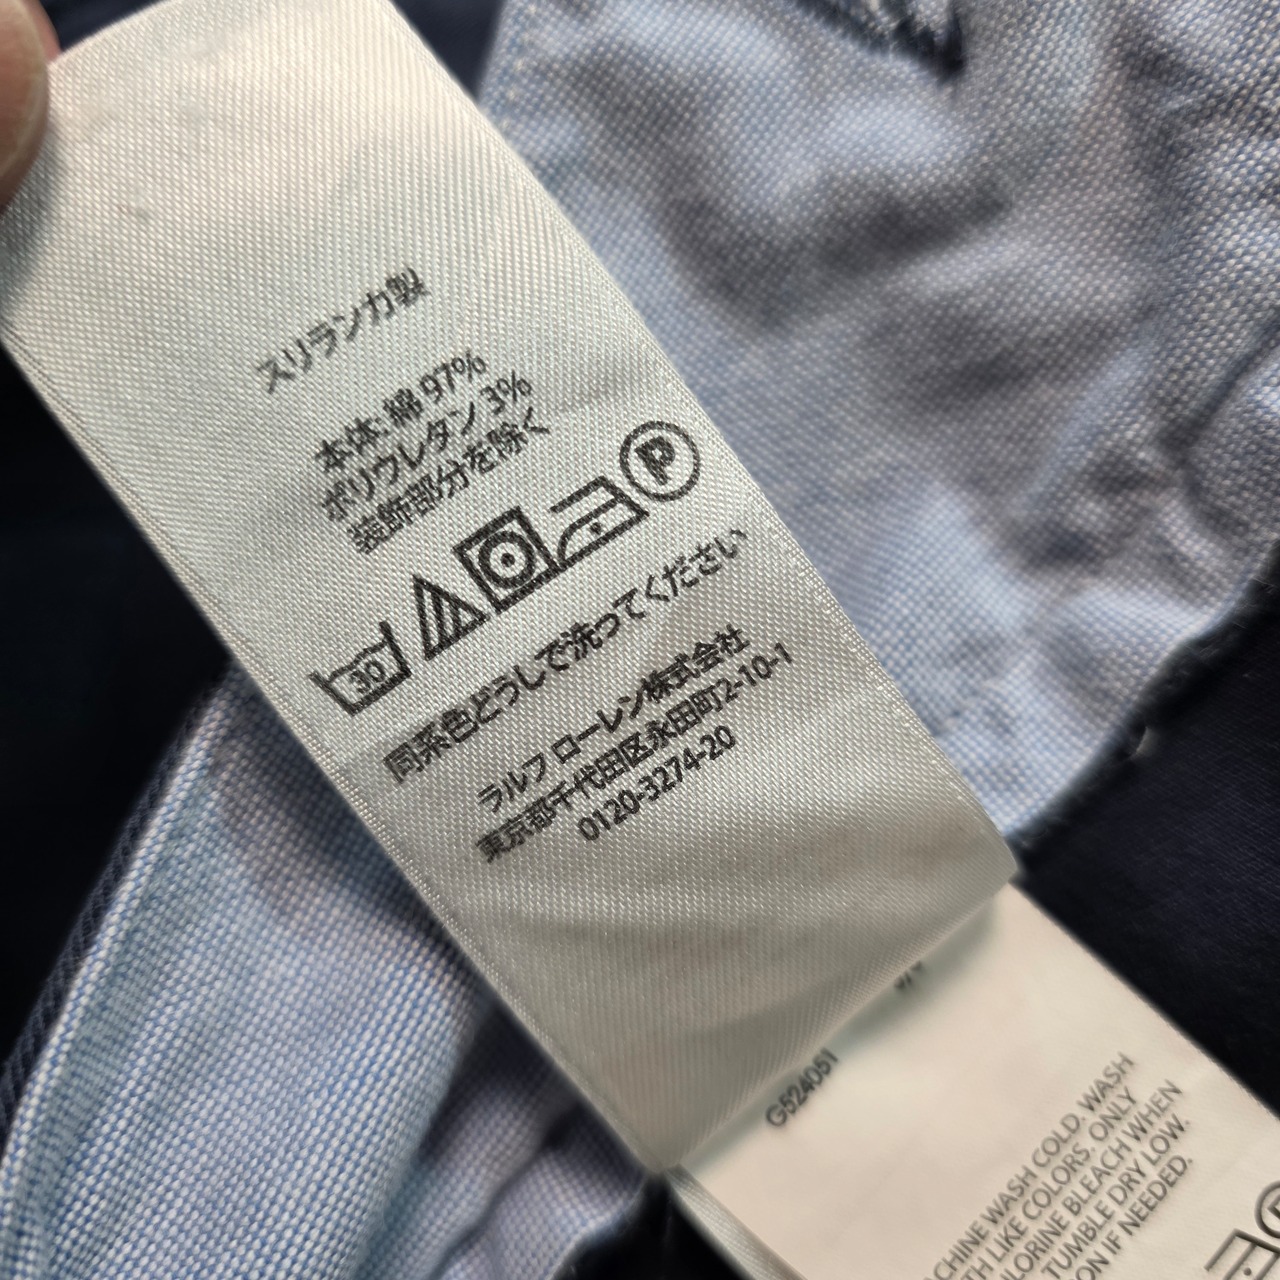 スリランカ製
本体:綿 97%
ポリウレタン 3%
装飾部分を除く
30
P
同系色どうしで洗ってください
ラルフ ローレン株式会社
東京都千代田区永田町2-10-1
0120-3274-20
G524051
WASH COLD. WASH
LIKE COLORS. ONLY
BLEACH WHEN
TUMBLE DRY LOW.
IF NEEDED.